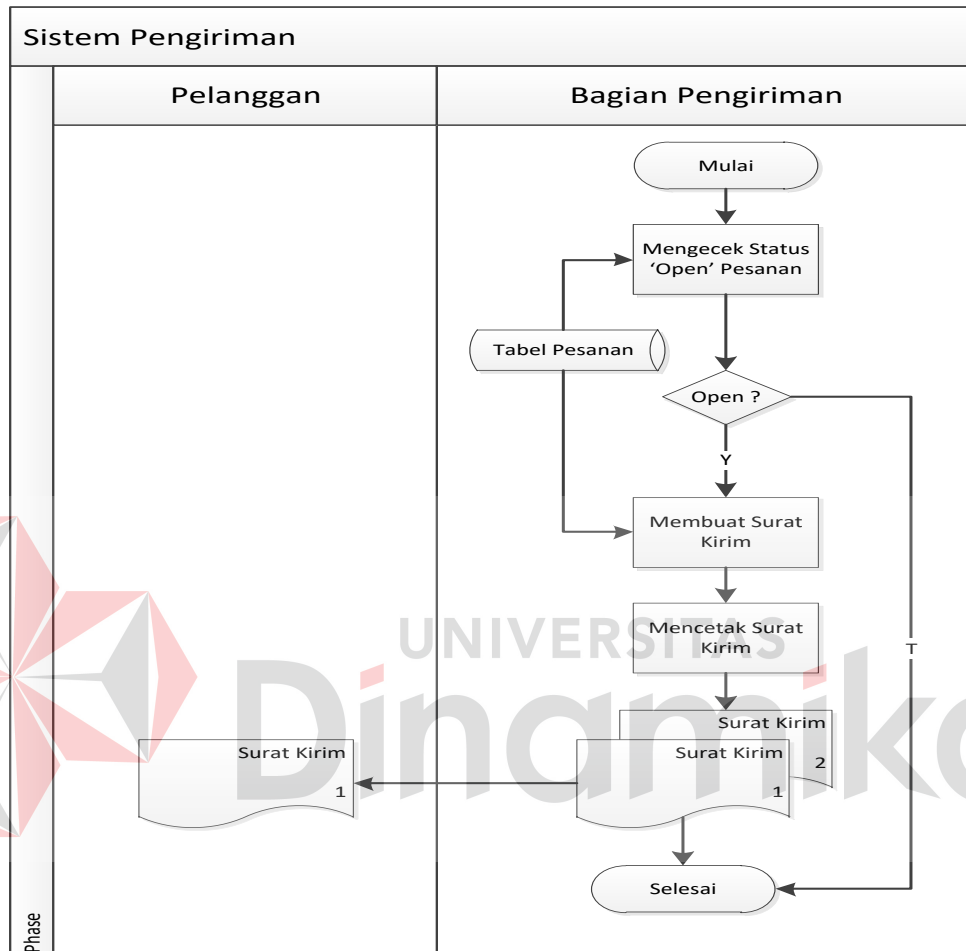 Sistem Pengiriman
Pelanggan
Bagian Pengiriman
Mulai
Mengecek Status
‘Open’ Pesanan
Tabel Pesanan
Open ?
Y
Membuat Surat
Kirim
Mencetak Surat
Kirim
T
UNIVERSITAS
Dinamika
Surat Kirim
2
Surat Kirim
1
Surat Kirim
1
Selesai
Phase